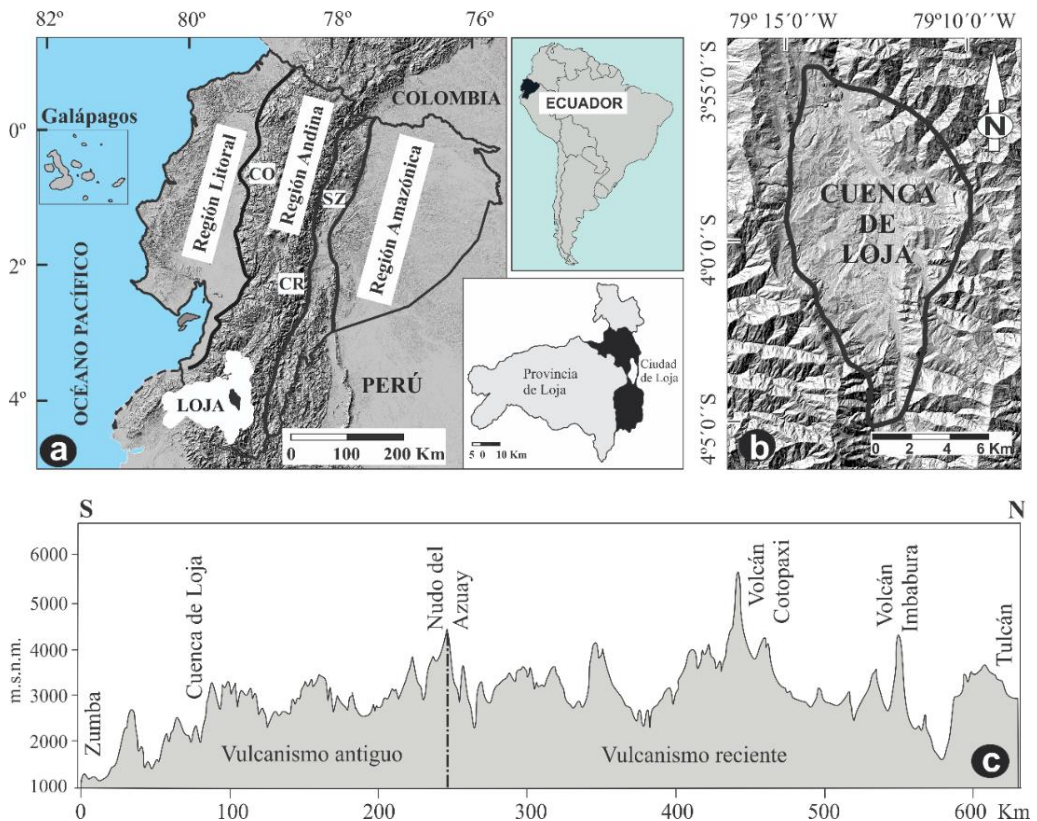 82º
80º
78º
76º
0º
2º
4º
Galápagos
OCÉANO PACÍFICO
Región Litoral
CO
Región Andina
SZ
Región Amazónica
CR
COLOMBIA
PERÚ
LOJA
a
0 100 200 Km
ECUADOR
Provincia
de Loja
Ciudad
de Loja
5 0 10 Km
79º 15´0´´W
79º 10´0´´W
3º55´0´´S
4º0´0´´S
4º5´0´´S
N
CUENCA
DE
LOJA
b
0 2 4 6 Km
S
N
m.s.n.m.
6000
5000
4000
3000
2000
1000
Zumba
Cuenca de Loja
Nudo del
Azuay
Volcán
Cotopaxi
Volcán
Imbabura
Tulcán
Vulcanismo antiguo
Vulcanismo reciente
c
0 100 200 300 400 500 600 Km